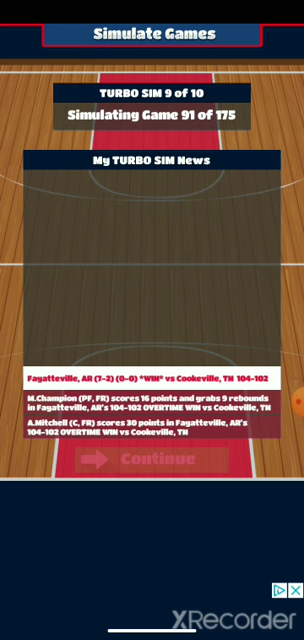 Simulate Games
TURBO SIM 9 of 10
Simulating Game 91 of 175
My TURBO SIM News
Fayatteville, AR (7-2) (0-0) *WIN* vs Cookeville, TN 104-102
M.Champion (PF, FR) scores 16 points and grabs 9 rebounds
in Fayatteville, AR's 104-102 OVERTIME WIN vs Cookeville, TN
A.Mitchell (C, FR) scores 30 points in Fayatteville, AR's
104-102 OVERTIME WIN vs Cookeville, TN
Continue
XRecorder